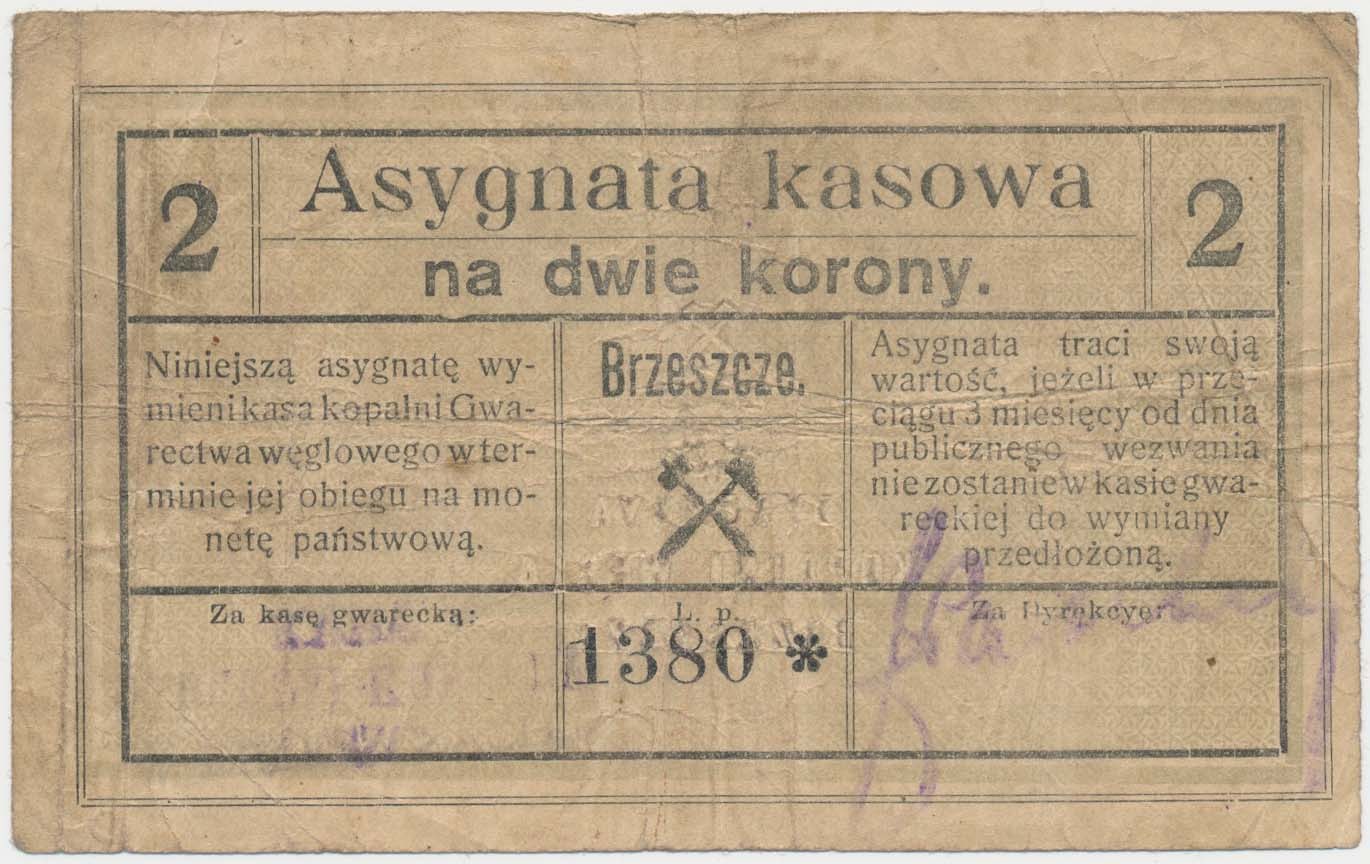 2
Asygnata kasowa
2
na dwie korony.
Niniejszą asygnatę wy-
mieni kasa kopalni Gwa-
rectwa węglowego w ter-
minie jej obiegu na mo-
netę państwową.
Brzeszcze.
Asygnata traci swoją
wartość, jeżeli w prze-
ciągu 3 miesięcy od dnia
publicznego wezwania
nie zostanie w kasie gwa-
reckiej do wymiany
przedłożoną.
Za kasę gwarecką:
L. p.
1380 *
Za Dyrekcyę: